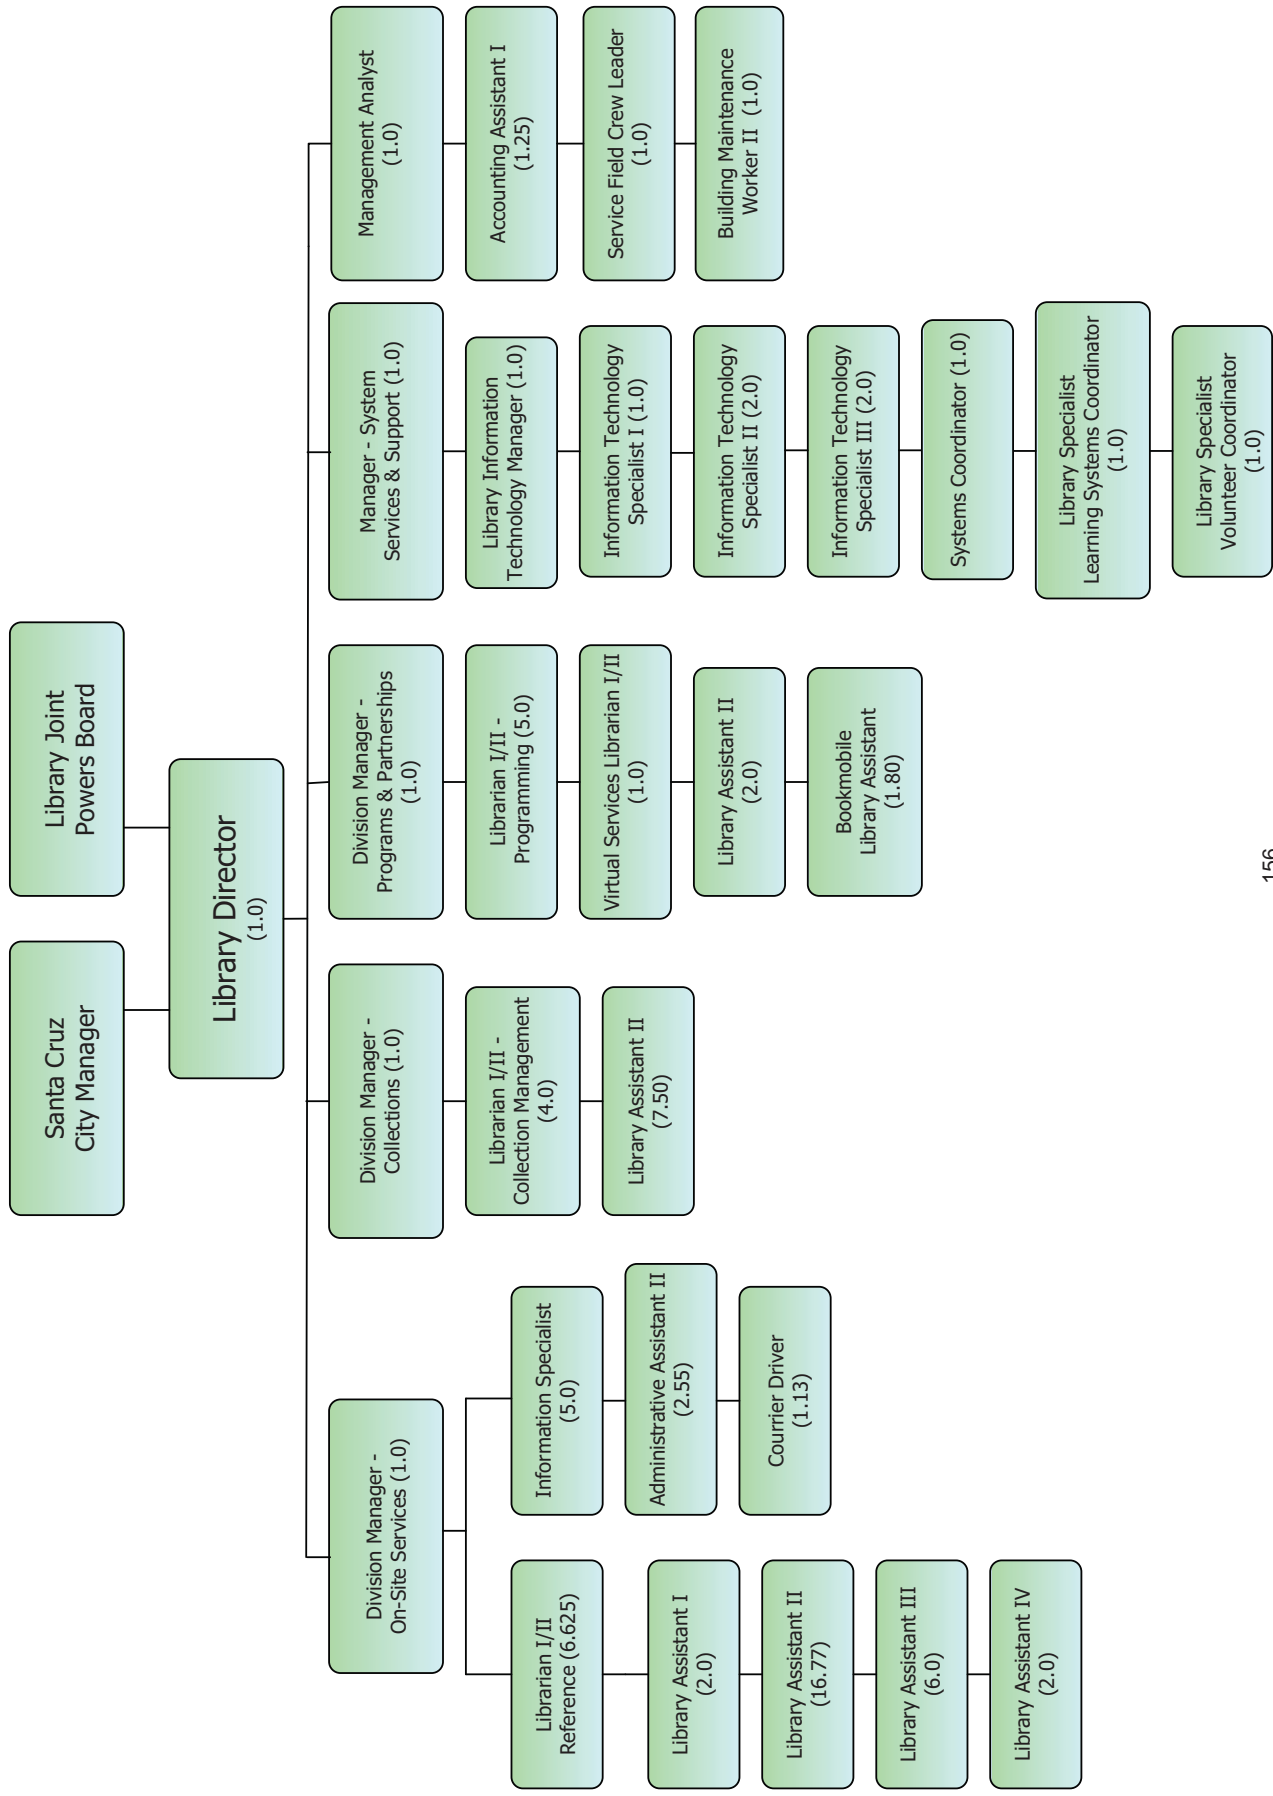 Santa Cruz
City Manager
Library Joint
Powers Board
Library Director
(1.0)
Division Manager -
On-Site Services (1.0)
Librarian I/II
Reference (6.625)
Library Assistant I
(2.0)
Library Assistant II
(16.77)
Library Assistant III
(6.0)
Library Assistant IV
(2.0)
Information Specialist
(5.0)
Administrative Assistant II
(2.55)
Courrier Driver
(1.13)
Division Manager -
Collections (1.0)
Librarian I/II -
Collection Management
(4.0)
Library Assistant II
(7.50)
Division Manager -
Programs & Partnerships
(1.0)
Librarian I/II -
Programming (5.0)
Virtual Services Librarian I/II
(1.0)
Library Assistant II
(2.0)
Bookmobile
Library Assistant
(1.80)
Manager - System
Services & Support (1.0)
Library Information
Technology Manager (1.0)
Information Technology
Specialist I (1.0)
Information Technology
Specialist II (2.0)
Information Technology
Specialist III (2.0)
Systems Coordinator (1.0)
Library Specialist
Learning Systems Coordinator
(1.0)
Library Specialist
Volunteer Coordinator
(1.0)
Management Analyst
(1.0)
Accounting Assistant I
(1.25)
Service Field Crew Leader
(1.0)
Building Maintenance
Worker II (1.0)
156